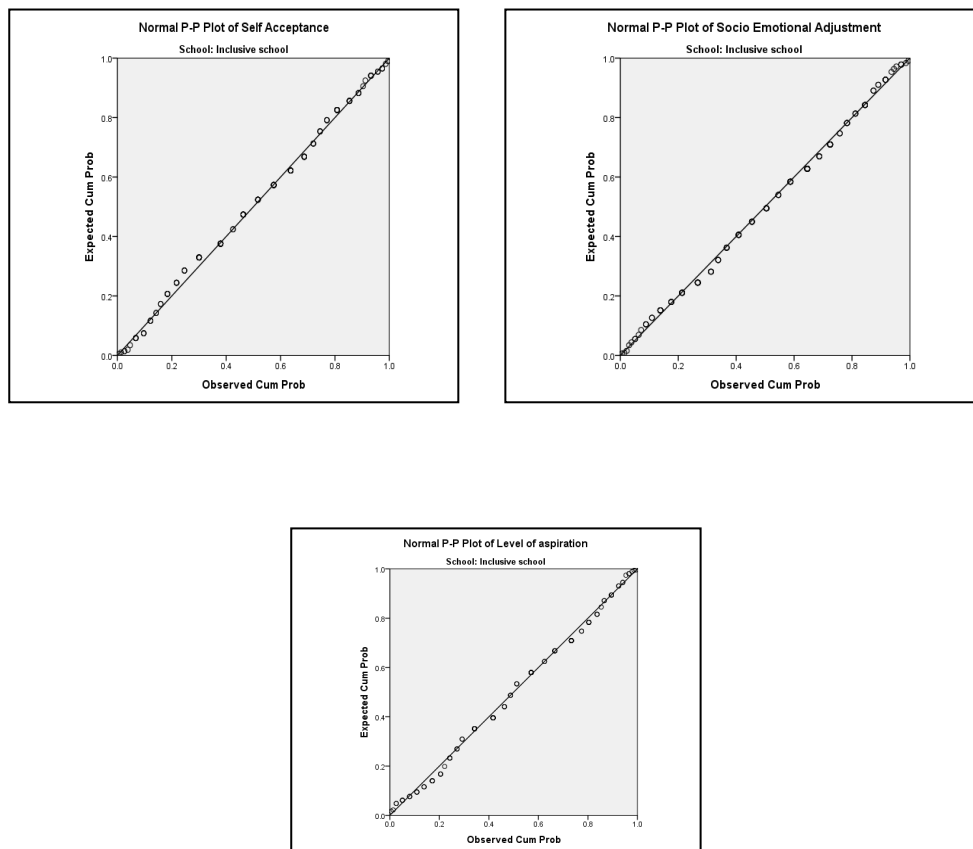 Normal P-P Plot of Self Acceptance
School: Inclusive school
1.0
0.8
0.6
0.4
0.2
0.0
Expected Cum Prob
0.0 0.2 0.4 0.6 0.8 1.0
Observed Cum Prob
Normal P-P Plot of Socio Emotional Adjustment
School: Inclusive school
1.0
0.8
0.6
0.4
0.2
0.0
Expected Cum Prob
0.0 0.2 0.4 0.6 0.8 1.0
Observed Cum Prob
Normal P-P Plot of Level of aspiration
School: Inclusive school
1.0
0.8
0.6
0.4
0.2
0.0
Expected Cum Prob
0.0 0.2 0.4 0.6 0.8 1.0
Observed Cum Prob